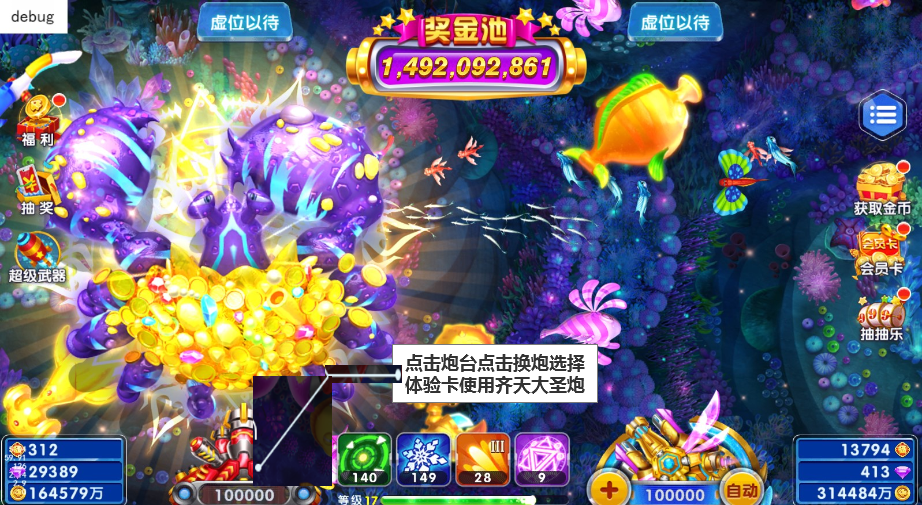 debug
虚位以待
奖金池
1,492,092,861
虚位以待
福利
抽奖
超级武器
获取金币
会员卡
会员卡
抽抽乐
点击炮台点击换炮选择
体验卡使用齐天大圣炮
312
29389
164579万
100000
140
149
III
28
9
等级17
100000
自动
13794
413
314484万